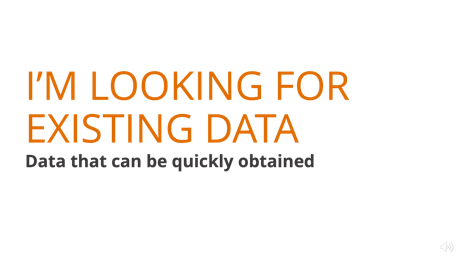 I'M LOOKING FOR
EXISTING DATA
Data that can be quickly obtained